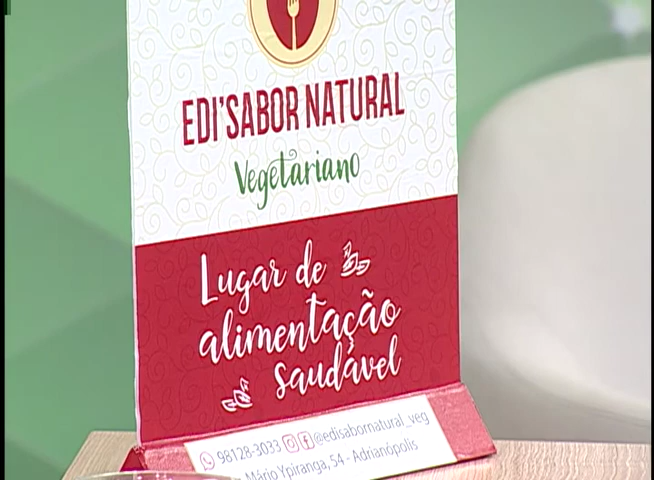 EDI'SABOR NATURAL
Vegetariano
Lugar de
alimentação
saudável
98128-3033 @edisabornatural_veg
Mário Ypiranga, 54 - Adrianópolis